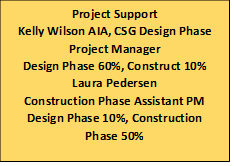 Project Support
Kelly Wilson AIA, CSG Design Phase
Project Manager
Design Phase 60%, Construct 10%
Laura Pedersen
Construction Phase Assistant PM
Design Phase 10%, Construction
Phase 50%